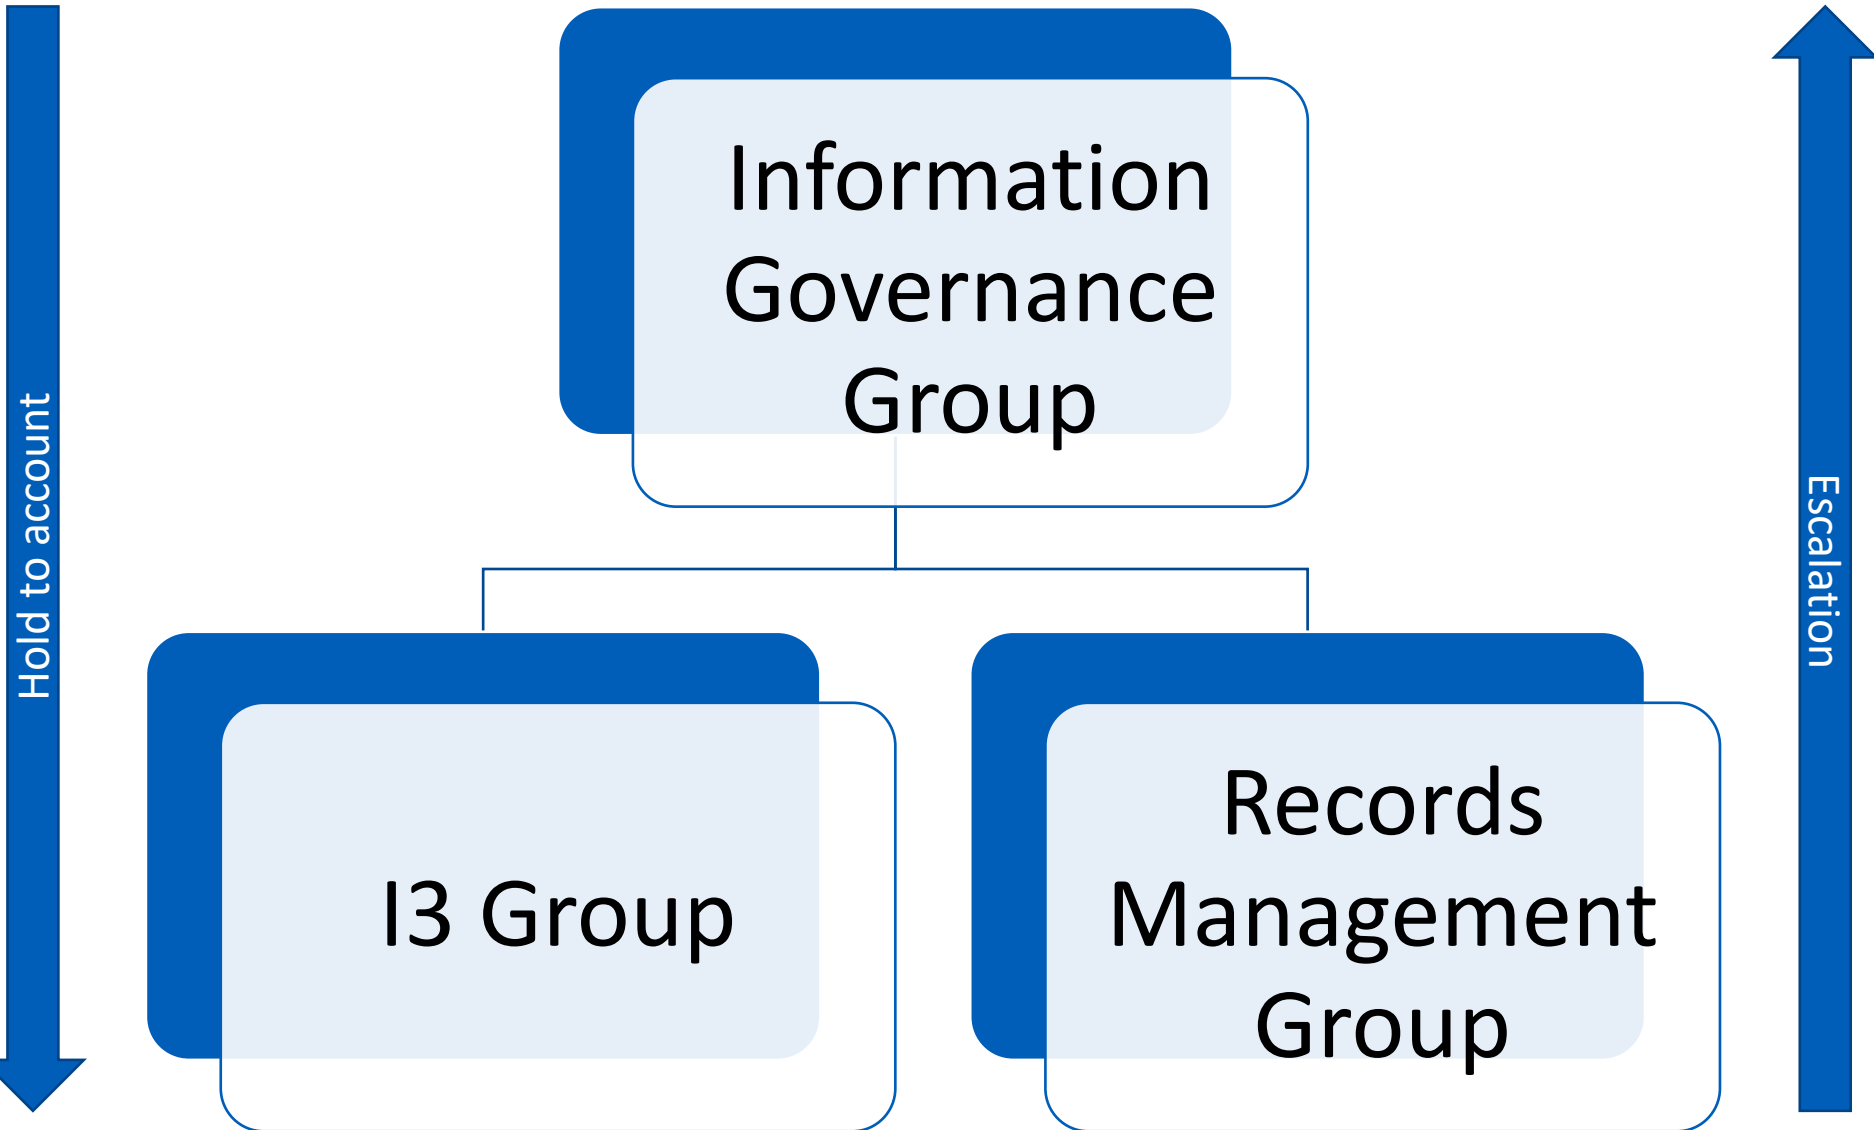 Hold to account
Information
Governance
Group
Escalation
I3 Group
Records
Management
Group